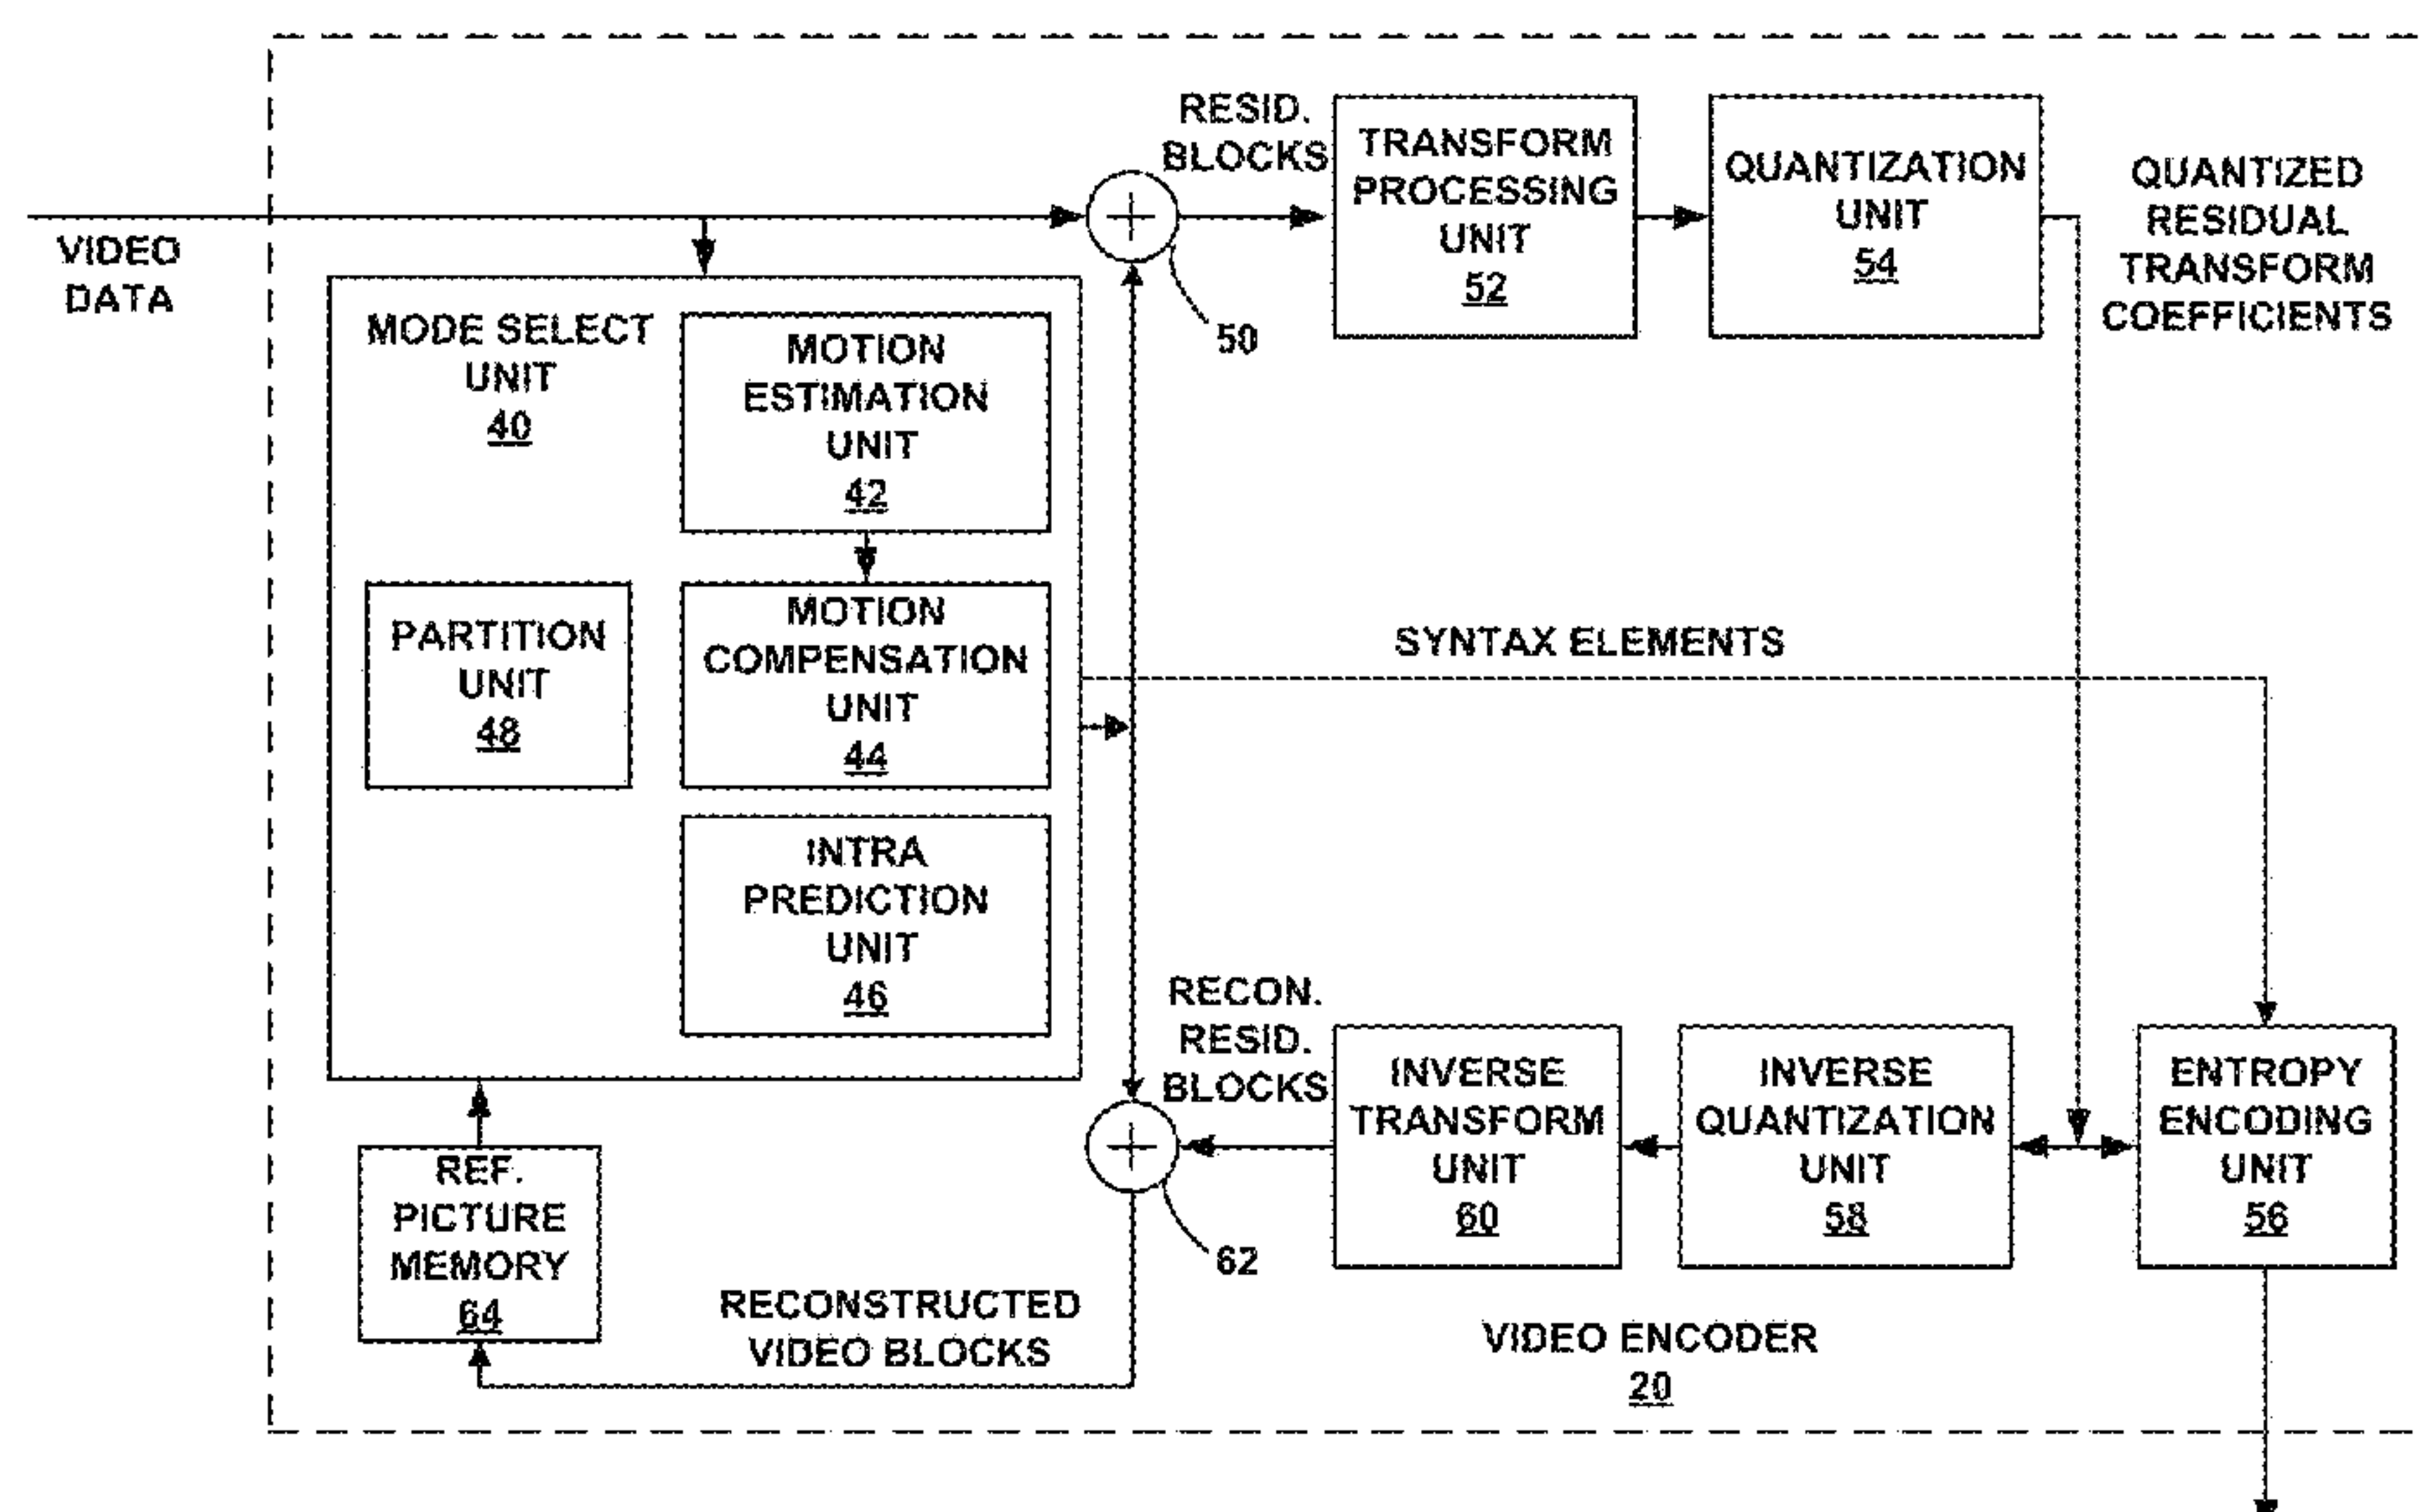 VIDEO
DATA
RESID.
BLOCKS
50
TRANSFORM
PROCESSING
UNIT
52
QUANTIZATION
UNIT
54
QUANTIZED
RESIDUAL
TRANSFORM
COEFFICIENTS
MODE SELECT
UNIT
40
MOTION
ESTIMATION
UNIT
42
PARTITION
UNIT
48
MOTION
COMPENSATION
UNIT
44
INTRA
PREDICTION
UNIT
46
SYNTAX ELEMENTS
RECON.
RESID.
BLOCKS
62
INVERSE
TRANSFORM
UNIT
60
INVERSE
QUANTIZATION
UNIT
58
ENTROPY
ENCODING
UNIT
56
REF.
PICTURE
MEMORY
64
RECONSTRUCTED
VIDEO BLOCKS
VIDEO ENCODER
20